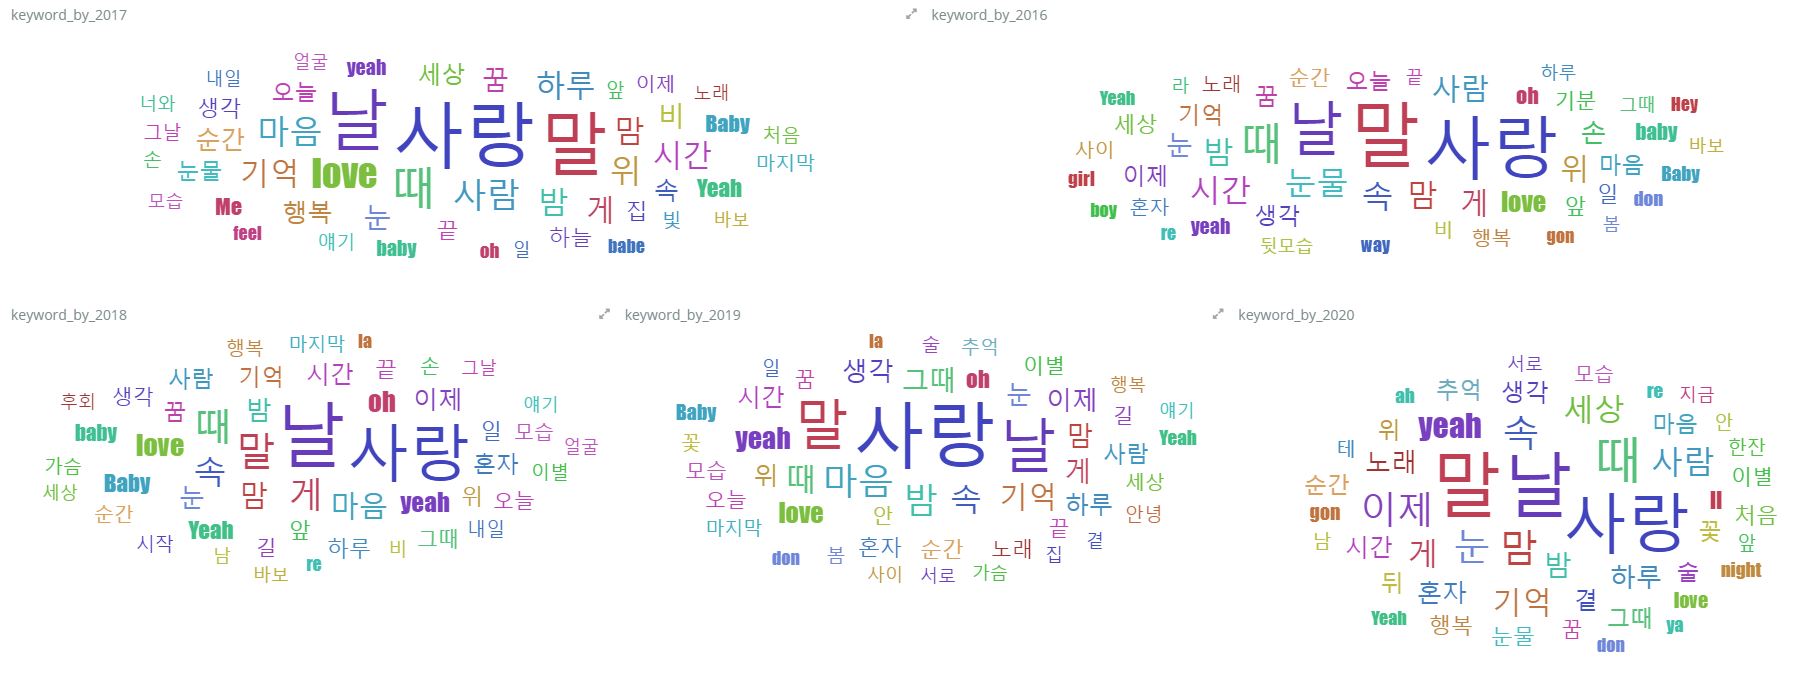 keyword_by_2017
얼굴 yeah
내일 세상 꿈 하루 앞 이제
너와 생각 오늘 날 사랑 말 비 노래
그날 순간 마음 맘 Baby 처음
손 눈물 기억 love 때 사람 위 시간 마지막
모습 Me 행복 눈 밤 게 집 속 Yeah
feel 끝 하늘 빛 바보
얘기 baby oh 일 babe
keyword_by_2016
순간 오늘 끝 하루
Yeah 라 노래 꿈 사람 oh 기분 그때 Hey
세상 기억 날 말 사랑 손 baby
사이 눈 밤 때 위 마음 바보
girl 이제 시간 눈물 속 맘 게 love 일 Baby
boy 혼자 생각 앞 don
re yeah 비 봄
뒷모습 way 행복 gon
keyword_by_2018
행복 마지막 la
사람 기억 시간 끝 손 그날
후회 생각 꿈 밤 날 oh 이제 얘기
baby love 때 말 사랑 일 모습
가슴 속 혼자 이별 얼굴
세상 Baby 눈 맘 게 마음 yeah 위 오늘
순간 Yeah 앞 그때 내일
시작 남 길 하루 비
바보 re
keyword_by_2019
la 술 추억
일 꿈 생각 그때 oh 이별
시간 눈 이제 행복
Baby 말 사랑 날 길 얘기
꽃 yeah 맘 사람 Yeah
모습 위 때 마음 밤 속 기억 게 세상
오늘 love 안 하루 안녕
마지막 끝
don 봄 혼자 순간 노래 집 곁
사이 서로 가슴
keyword_by_2020
서로 모습
ah 추억 생각 re 지금
위 yeah 속 세상 마음 안
테 노래 말 날 때 사람 한잔
순간 이별
gon 이제 사랑 ll 처음
남 시간 게 눈 맘 꽃 앞
뒤 밤 하루 술 night
혼자 기억 곁 love
Yeah 행복 꿈 그때 ya
눈물 don